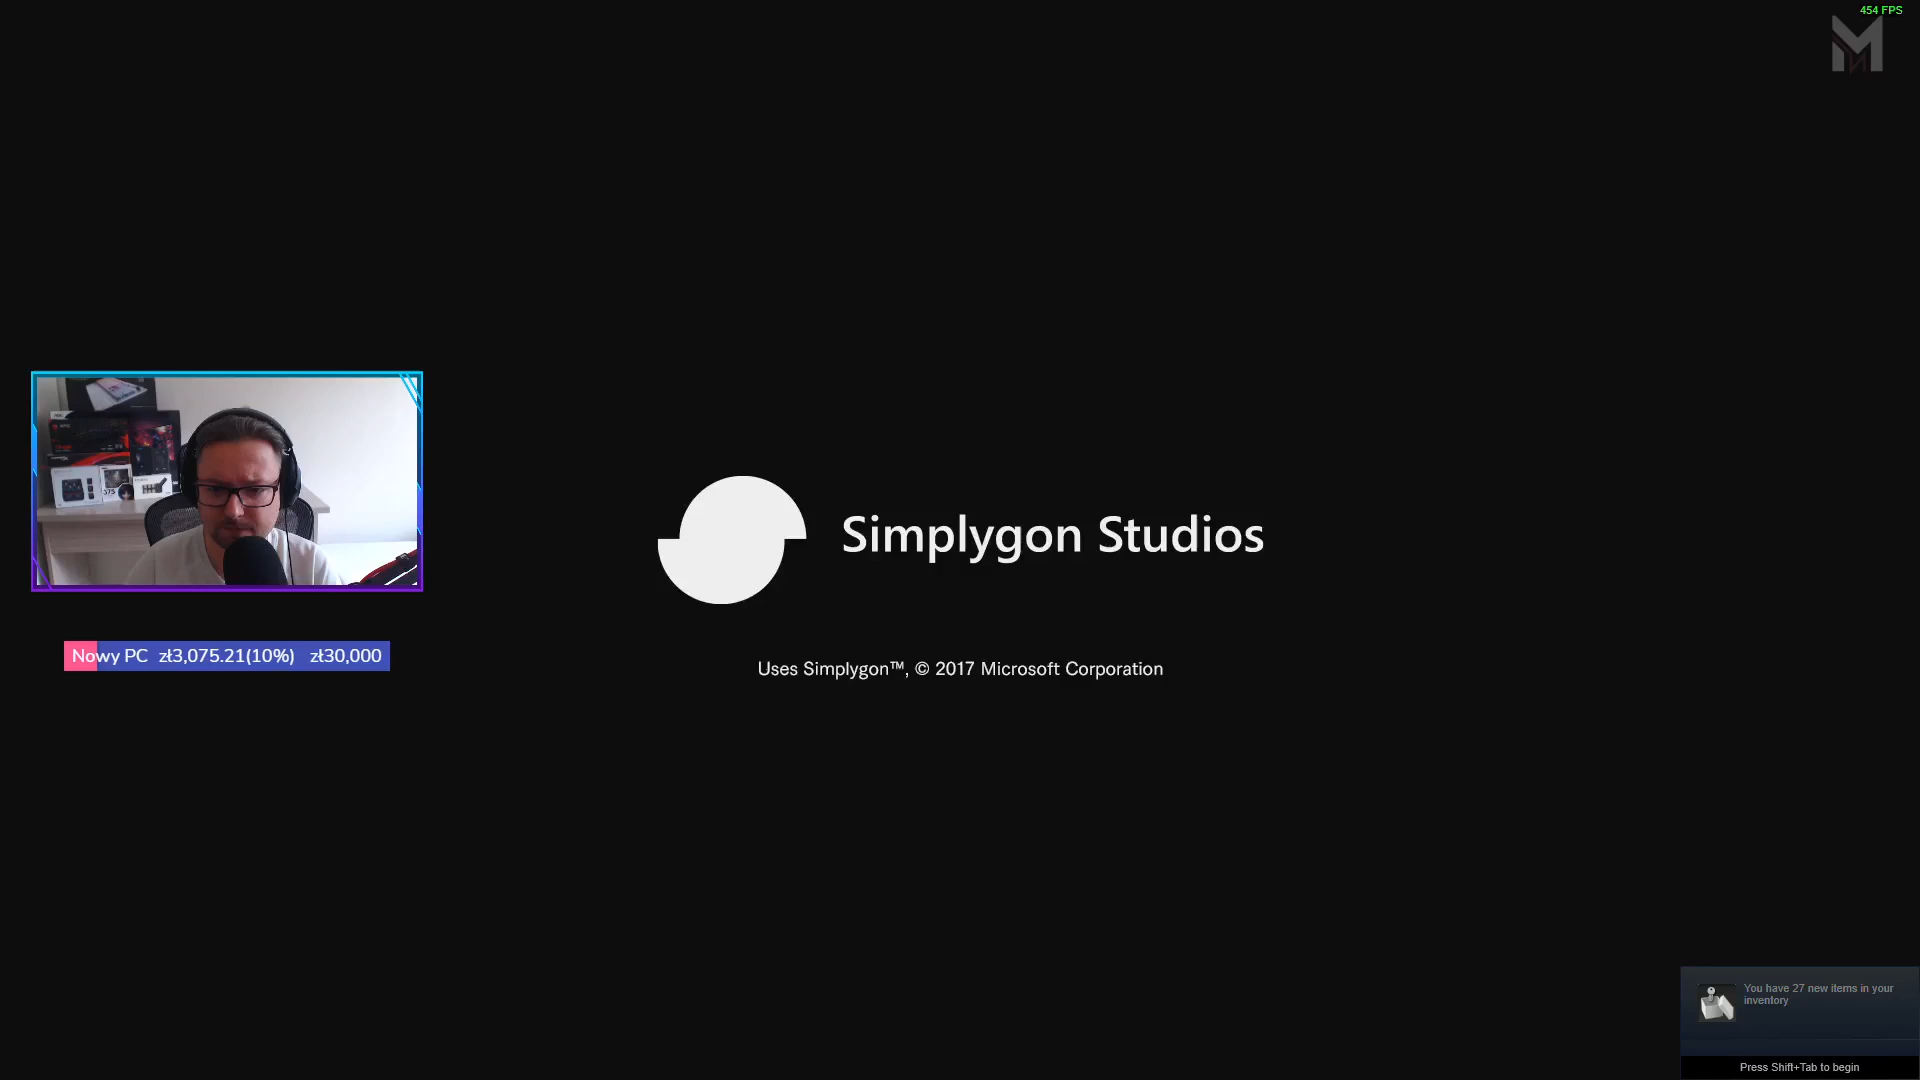 454 FPS
375
Simplygon Studios
Nowy PC zł3,075.21(10%) zł30,000
Uses Simplygon™, © 2017 Microsoft Corporation
You have 27 new items in your
inventory
Press Shift+Tab to begin